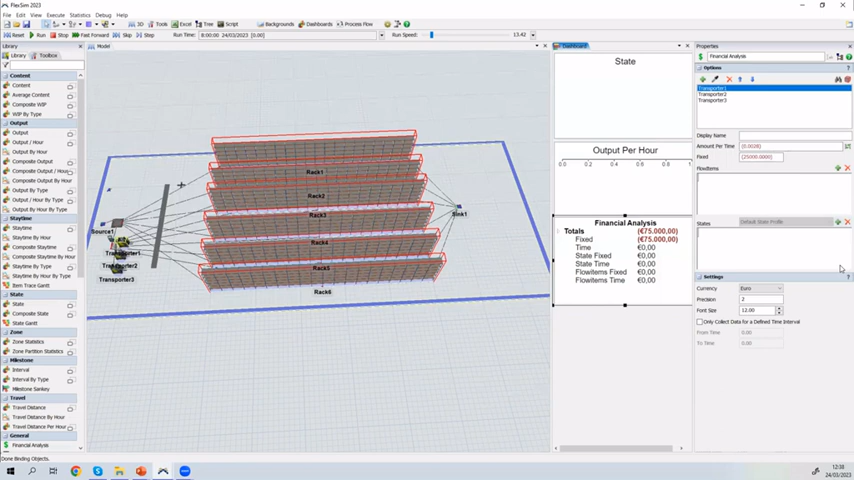 FlexSim 2023
File Edit View Execute Statistics Debug Help
3D Tools Excel Tree Script Backgrounds Dashboards Process Flow
Reset Run Stop FastFwd Skip Step Run Time: 8:00:00 24/03/2023 [0.00] Run Speed: 13.42
Library
Library Toolbox
Content
Content
Average Content
Composite WIP
WIP By Type
Output
Output
Output / Hour
Output By Hour
Composite Output
Composite Output / Hour
Composite Output By Hour
Output By Type
Output / Hour By Type
Output By Hour By Type
Staytime
Staytime
Staytime By Hour
Composite Staytime
Composite Staytime By Hour
Staytime By Type
Staytime By Hour By Type
Item Trace Gantt
State
State
Composite State
State Gantt
Zone
Zone Statistics
Zone Partition Statistics
Milestone
Interval
Interval By Type
Milestone Sankey
Travel
Travel Distance
Travel Distance By Hour
Travel Distance Per Hour
General
Financial Analysis
Done Binding Objects.
Model
Source1
Transporter1
Transporter2
Transporter3
Rack1
Rack2
Rack3
Rack4
Rack5
Rack6
Sink1
Dashboard
State
Output Per Hour
0.0 0.2 0.4 0.6 0.8 1.0
Financial Analysis
Totals (€75.000,00)
Fixed (€75.000,00)
Time €0,00
State Fixed €0,00
State Time €0,00
Flowitems Fixed €0,00
Flowitems Time €0,00
Properties
Financial Analysis
Options
Transporter1
Transporter2
Transporter3
Display Name
Amount Per Time (0.0028)
Fixed (25000.0000)
FlowItems
States Default State Profile
Settings
Currency Euro
Precision 2
Font Size 12.00
Only Collect Data for a Defined Time Interval
From Time 0.00
To Time 0.00
12:38
24/03/2023